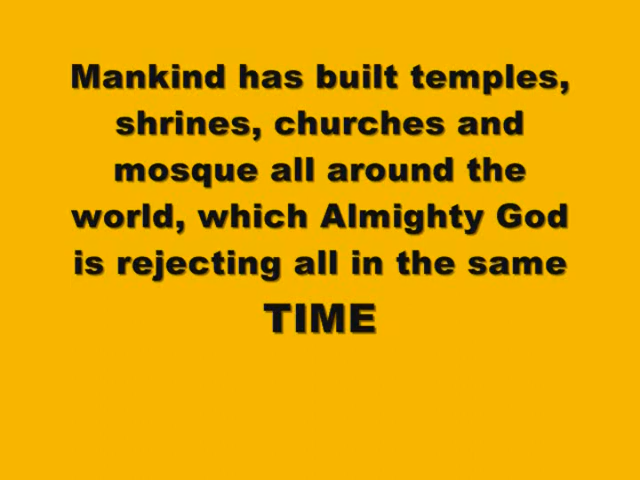 Mankind has built temples,
shrines, churches and
mosque all around the
world, which Almighty God
is rejecting all in the same
TIME